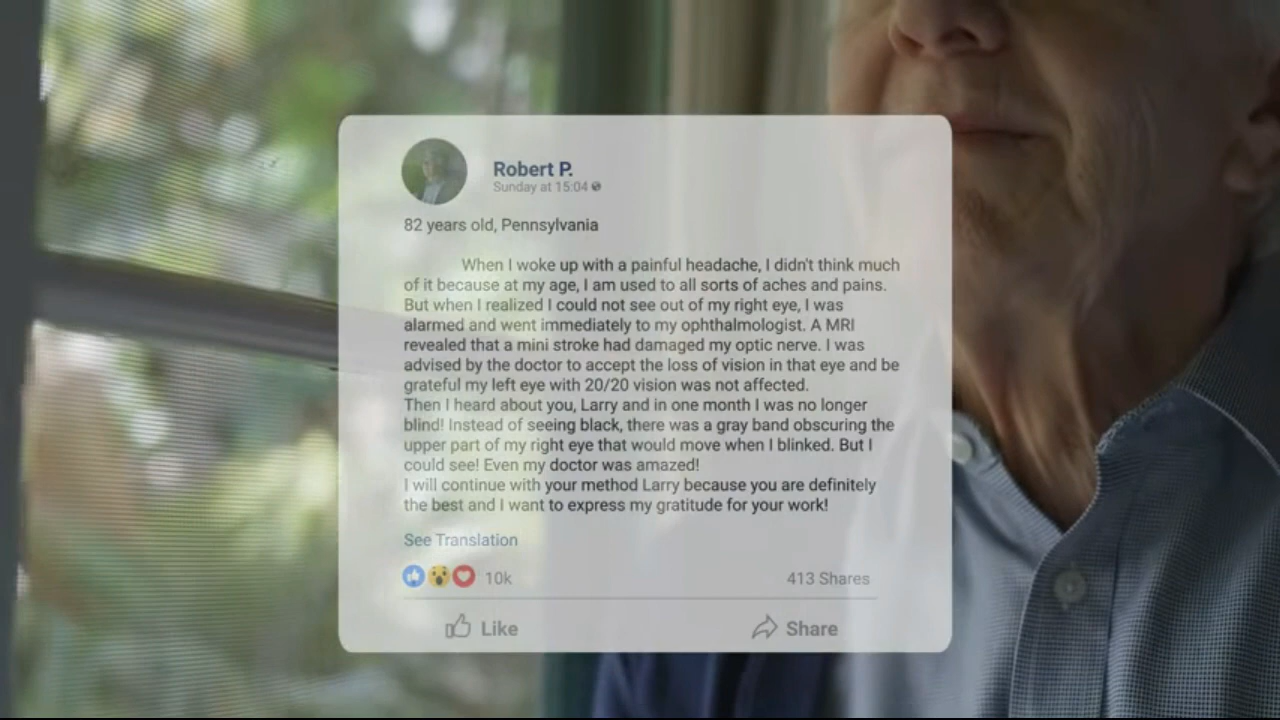 Robert P.
Sunday at 15:04
82 years old, Pennsylvania
When I woke up with a painful headache, I didn't think much
of it because at my age, I am used to all sorts of aches and pains.
But when I realized I could not see out of my right eye, I was
alarmed and went immediately to my ophthalmologist. A MRI
revealed that a mini stroke had damaged my optic nerve. I was
advised by the doctor to accept the loss of vision in that eye and be
grateful my left eye with 20/20 vision was not affected.
Then I heard about you, Larry and in one month I was no longer
blind! Instead of seeing black, there was a gray band obscuring the
upper part of my right eye that would move when I blinked. But I
could see! Even my doctor was amazed!
I will continue with your method Larry because you are definitely
the best and I want to express my gratitude for your work!
See Translation
10k 413 Shares
Like Share